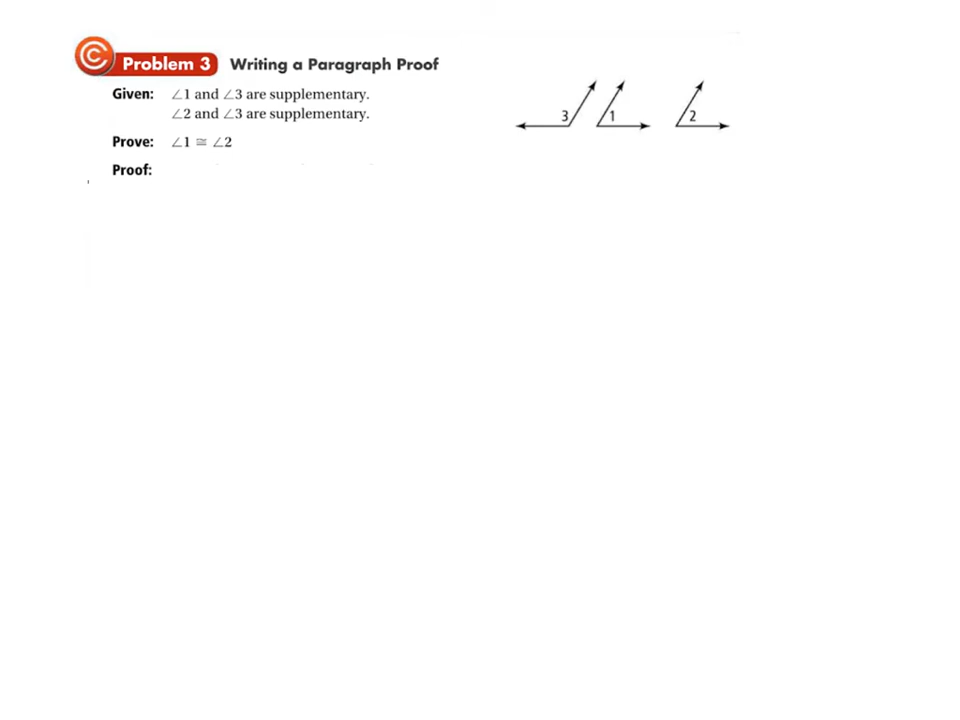 Problem 3 Writing a Paragraph Proof
Given: ∠1 and ∠3 are supplementary.
∠2 and ∠3 are supplementary.
Prove: ∠1 ≅ ∠2
Proof:
3 1 2